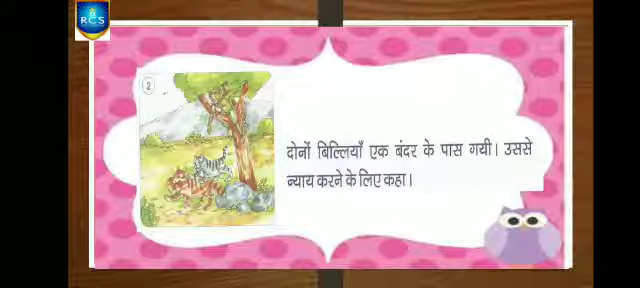 RCS
2
दोनों बिल्लियाँ एक बंदर के पास गयी। उससे
न्याय करने के लिए कहा।